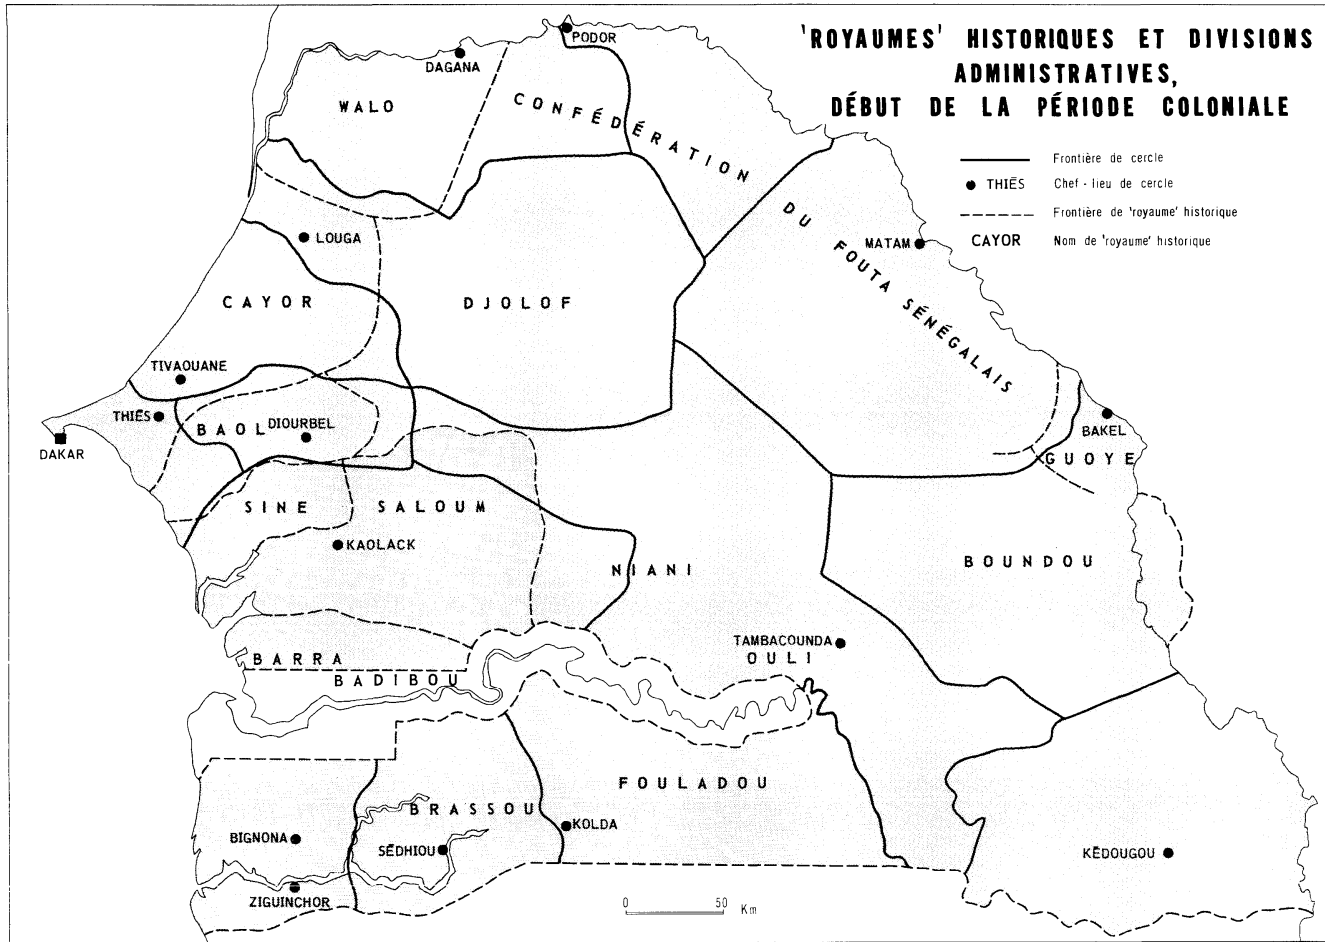 'ROYAUMES' HISTORIQUES ET DIVISIONS
ADMINISTRATIVES,
DÉBUT DE LA PÉRIODE COLONIALE
Frontière de cercle
THIÈS Chef-lieu de cercle
Frontière de 'royaume' historique
CAYOR Nom de 'royaume' historique
PODOR
DAGANA
WALO
CONFÉDÉRATION
DU FOUTA SÉNÉGALAIS
MATAM
LOUGA
CAYOR
DJOLOF
TIVAOUANE
THIÈS
BAOL
DIOURBEL
DAKAR
BAKEL
GUOYE
SINE
SALOUM
KAOLACK
NIANI
BOUNDOU
TAMBACOUNDA
OULI
BARRA
BADIBOU
FOULADOU
BRASSOU
KOLDA
BIGNONA
SÉDHIOU
KÉDOUGOU
ZIGUINCHOR
0 50 Km